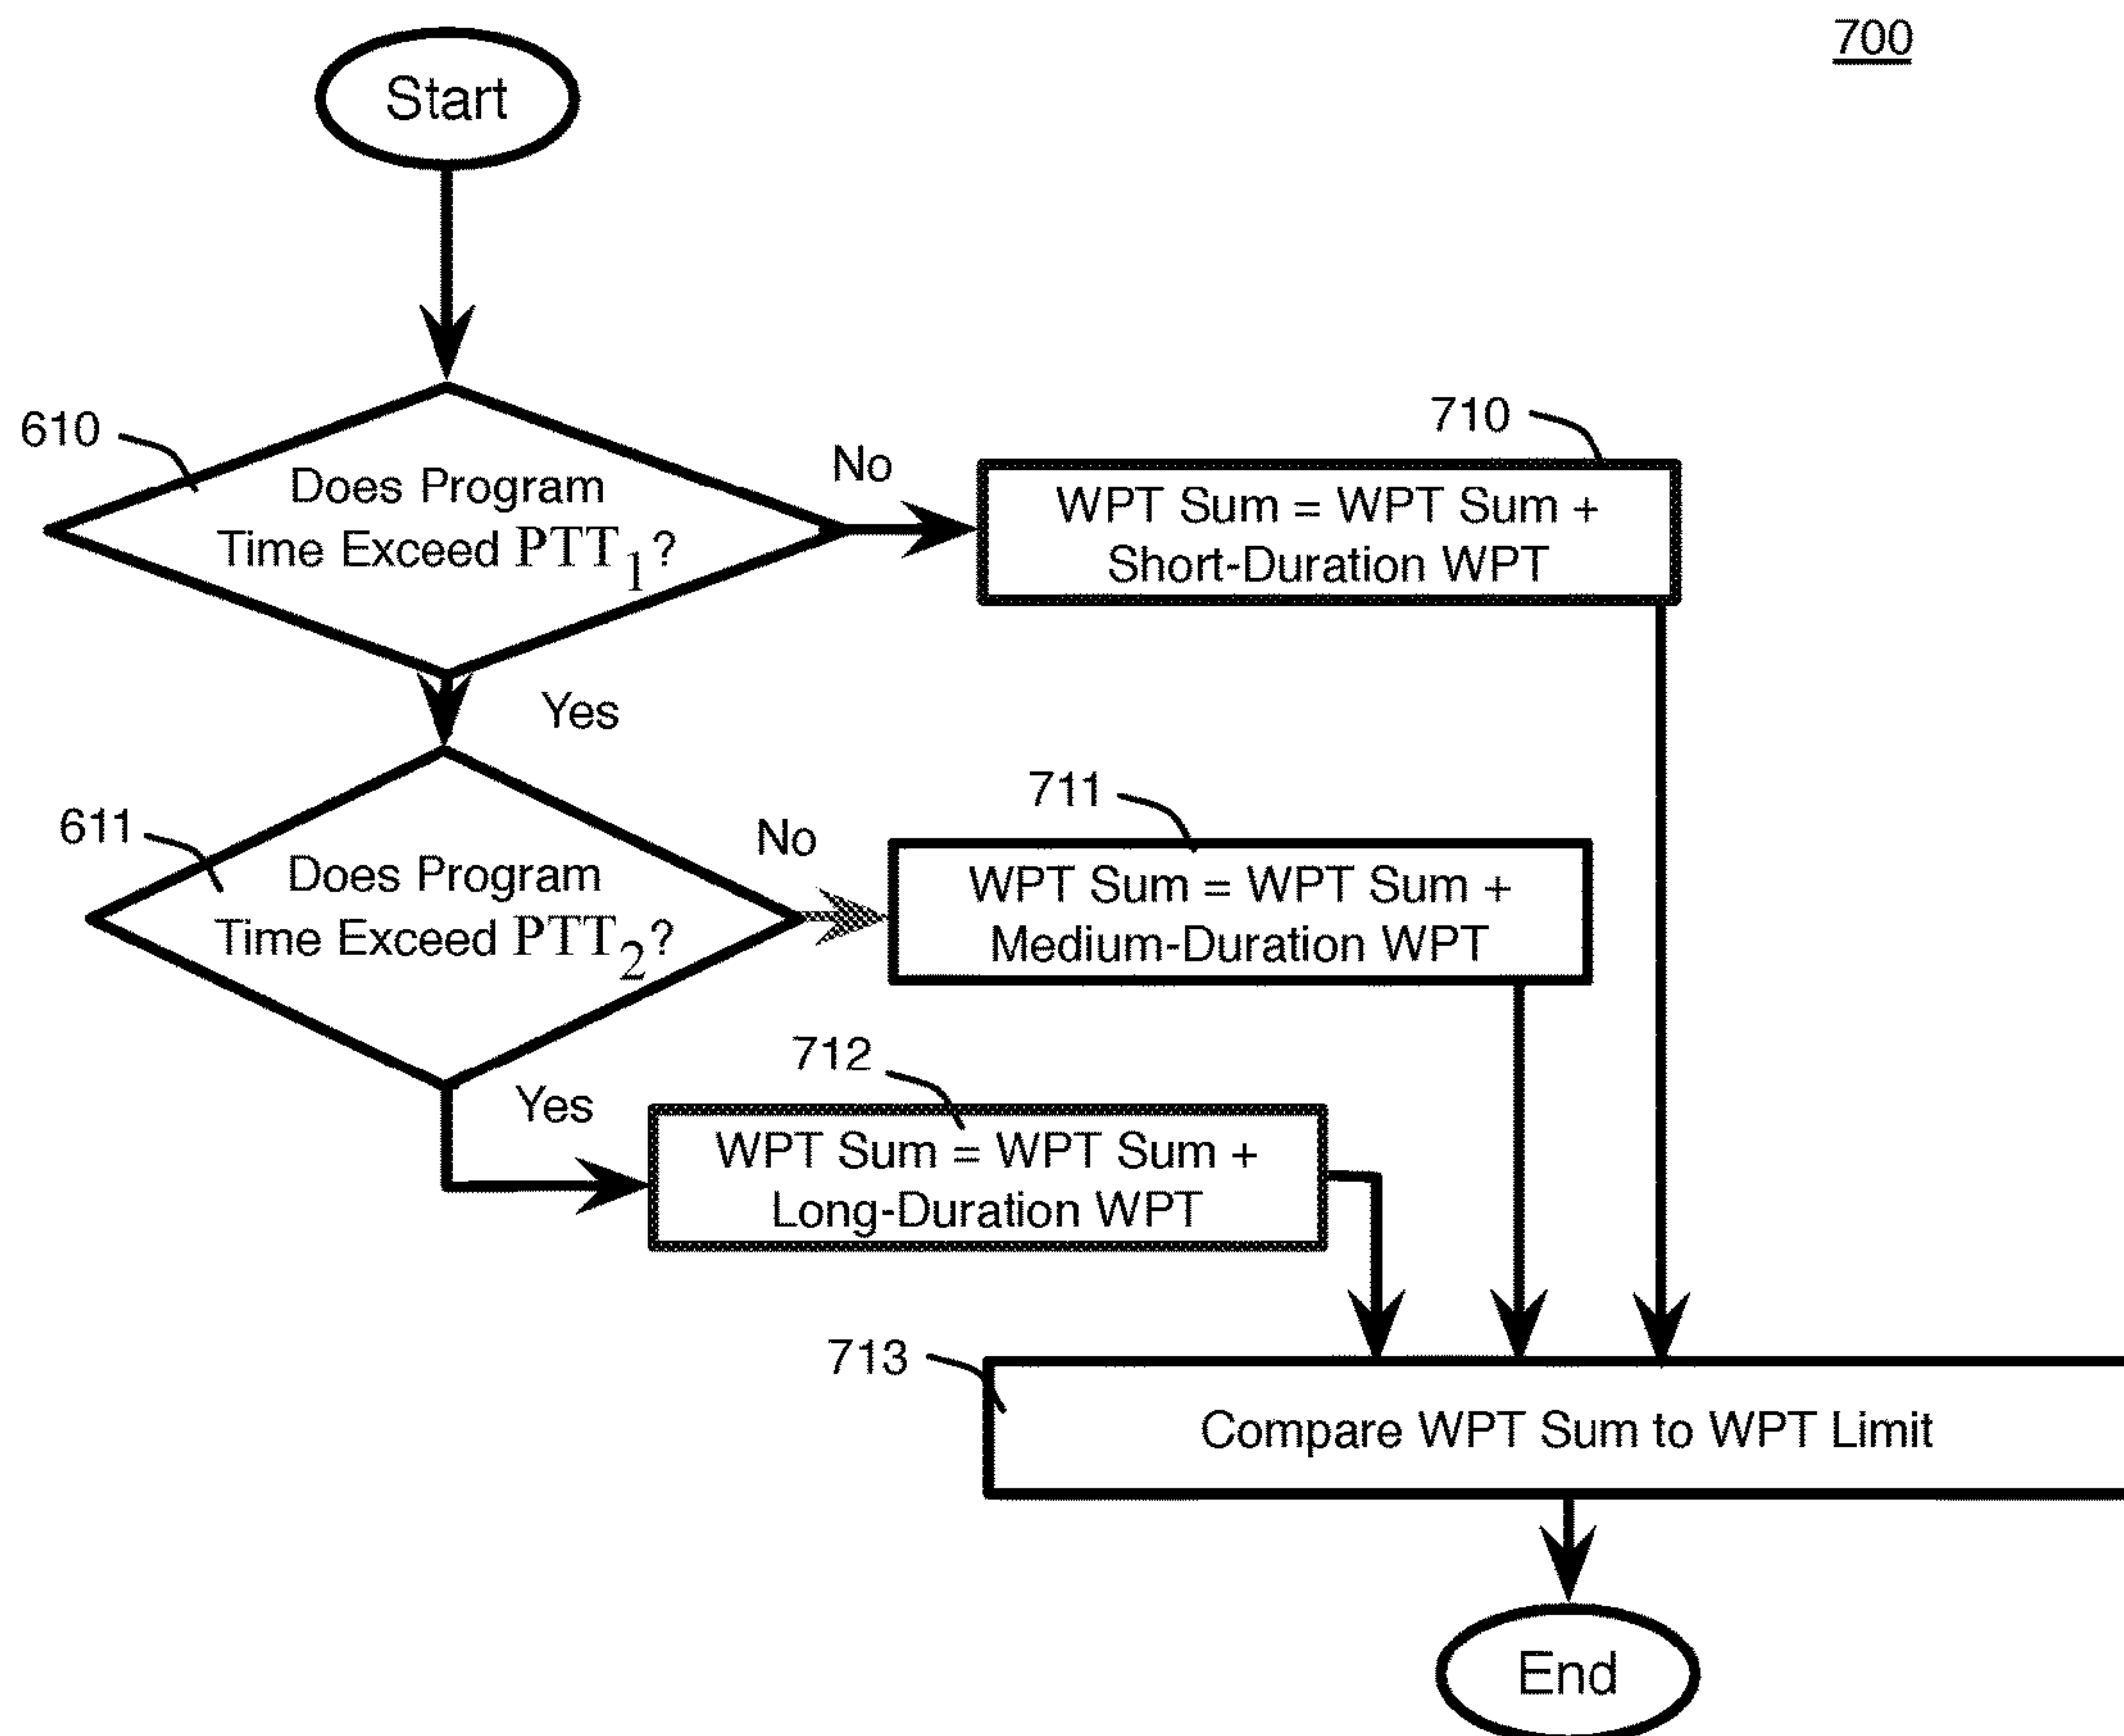 700
Start
610
Does Program
Time Exceed PTT1?
No
710
WPT Sum = WPT Sum +
Short-Duration WPT
Yes
611
Does Program
Time Exceed PTT2?
No
711
WPT Sum = WPT Sum +
Medium-Duration WPT
Yes
712
WPT Sum = WPT Sum +
Long-Duration WPT
713
Compare WPT Sum to WPT Limit
End